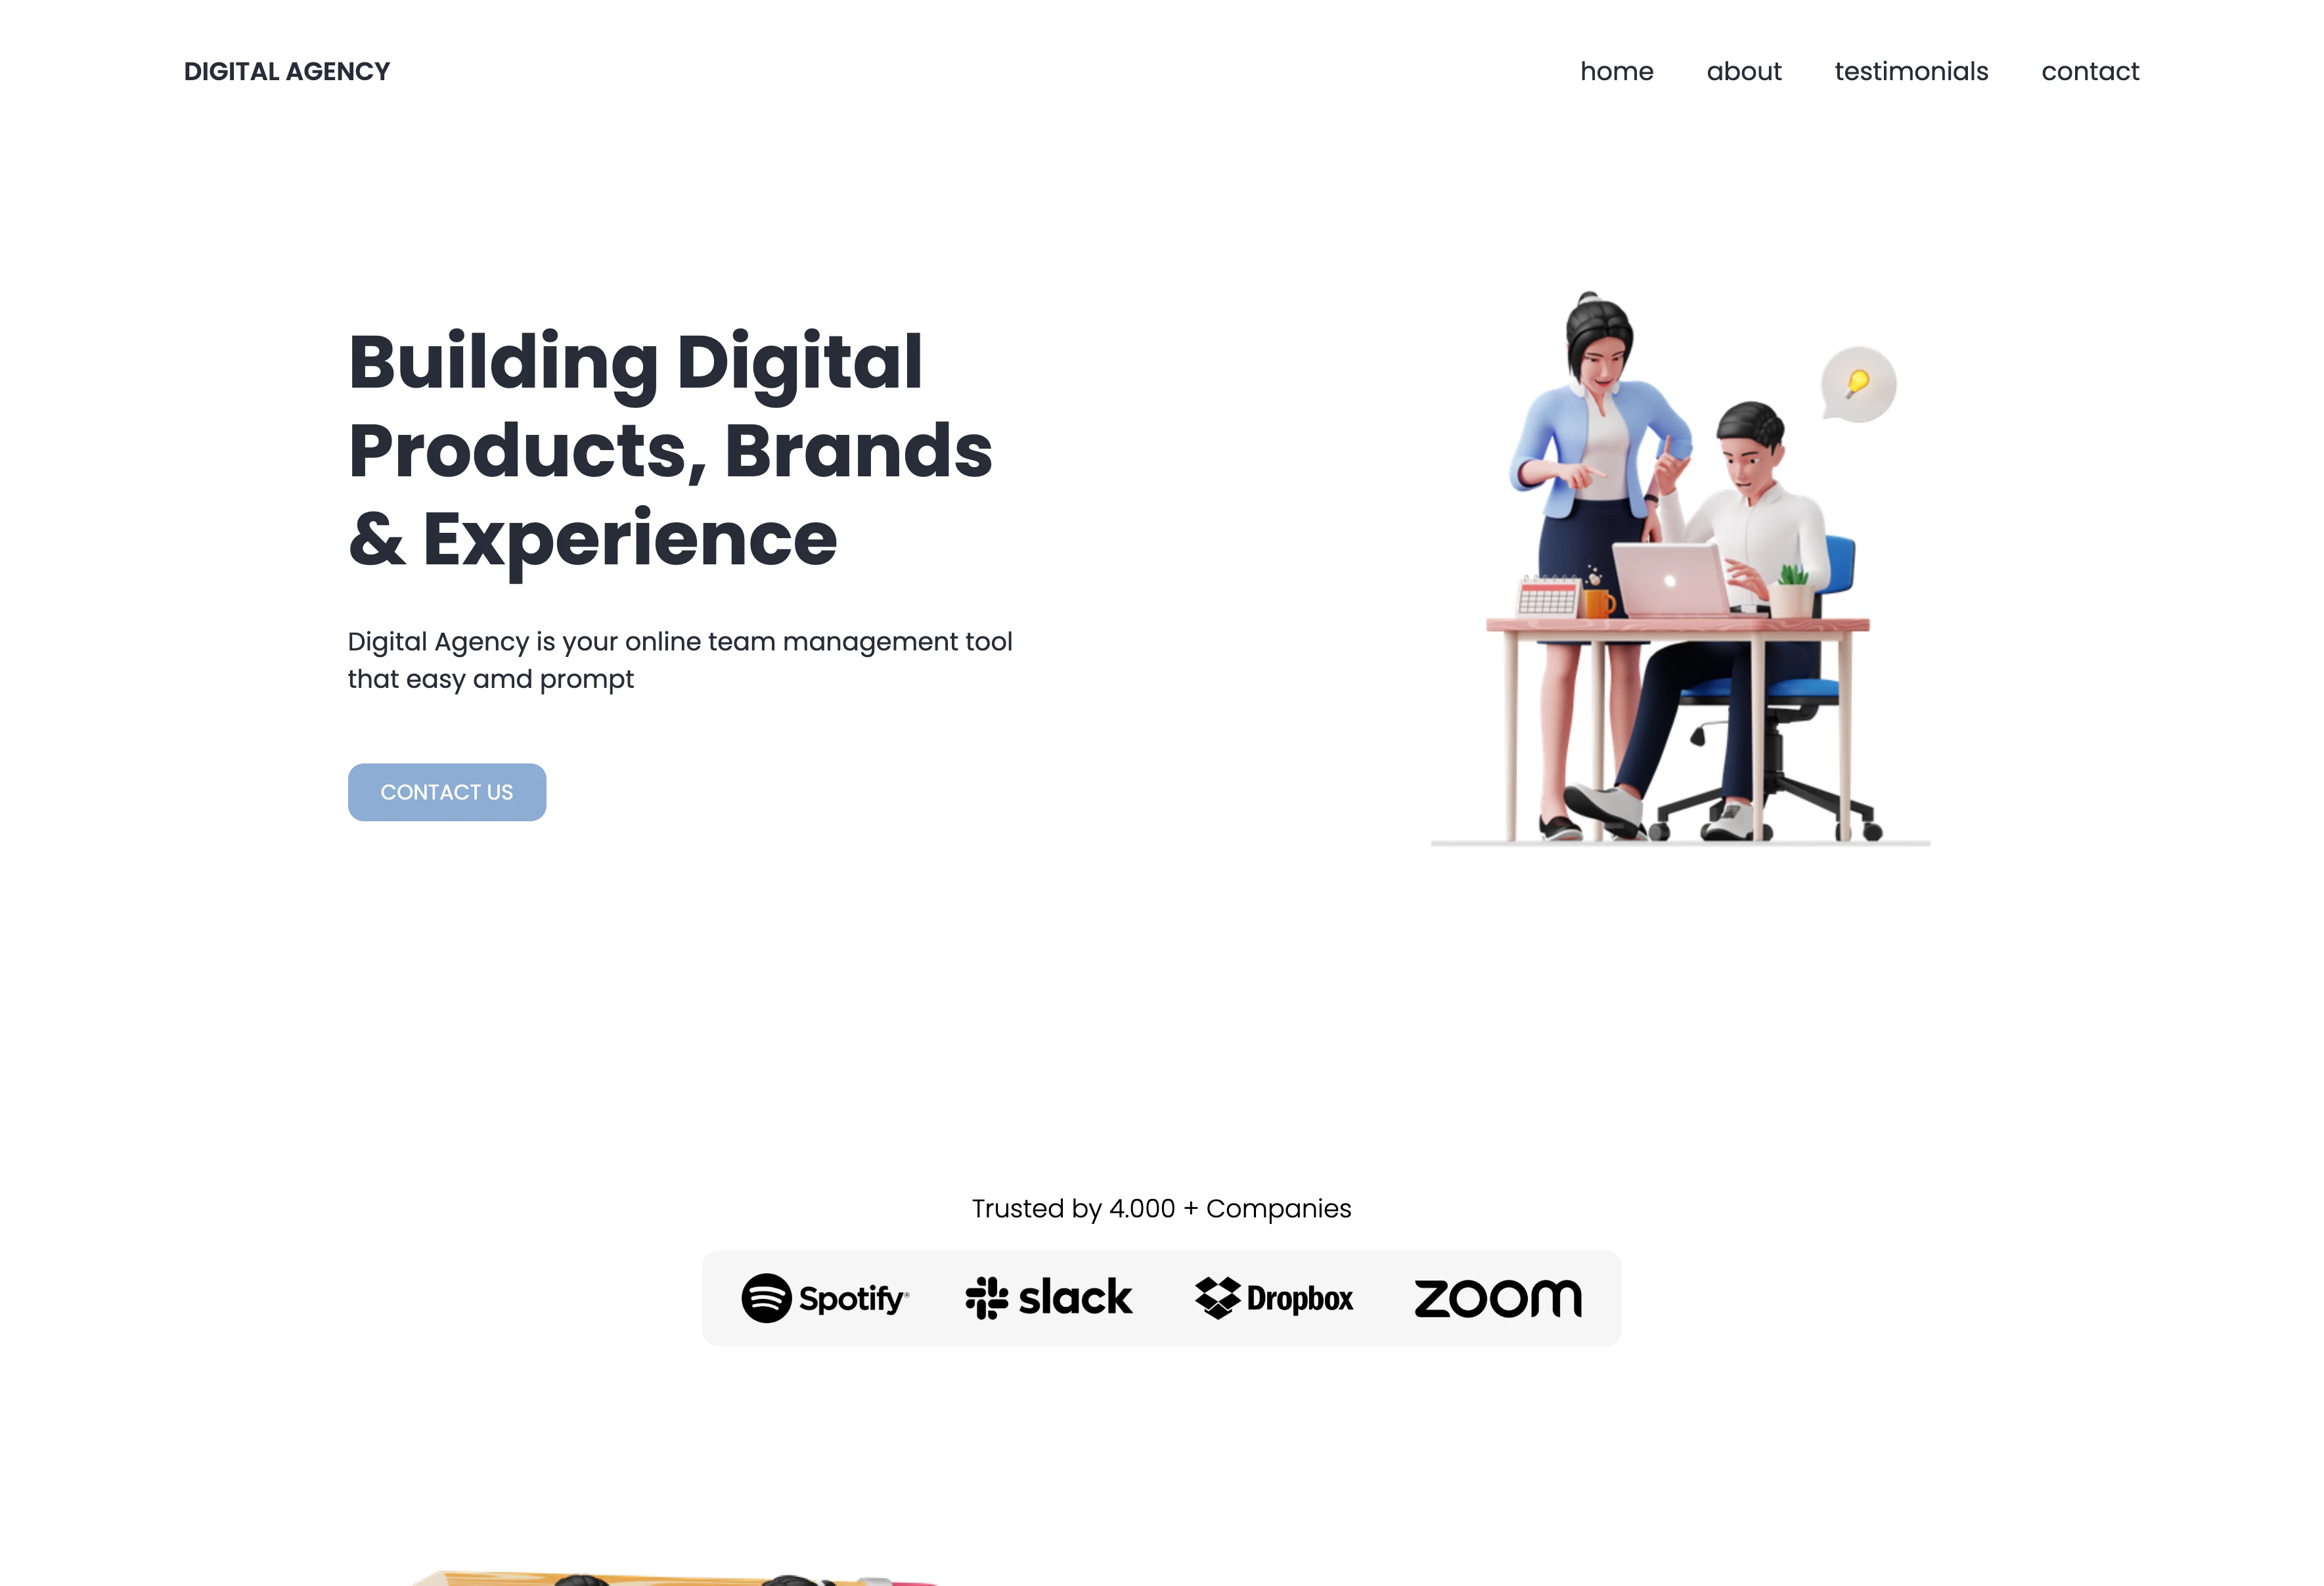 DIGITAL AGENCY
home about testimonials contact
Building Digital
Products, Brands
& Experience
Digital Agency is your online team management tool
that easy amd prompt
CONTACT US
Trusted by 4.000 + Companies
Spotify® slack Dropbox zoom